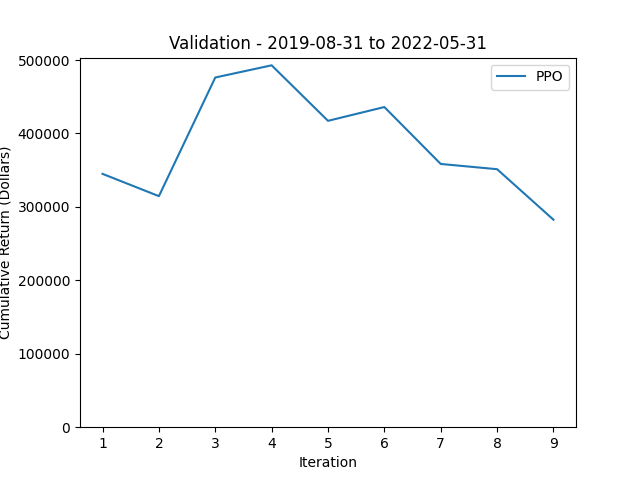 Validation - 2019-08-31 to 2022-05-31
PPO
Cumulative Return (Dollars)
500000
400000
300000
200000
100000
0
1 2 3 4 5 6 7 8 9
Iteration